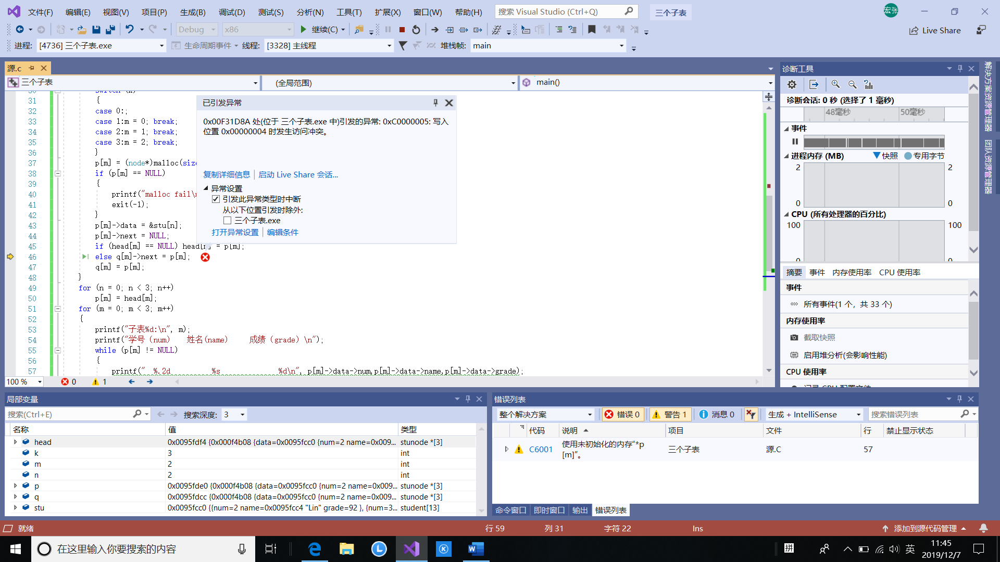 文件(F) 编辑(E) 视图(V) 项目(P) 生成(B) 调试(D) 测试(S) 分析(N) 工具(T) 扩展(X) 窗口(W) 帮助(H) 搜索 Visual Studio (Ctrl+Q) 三个子表 宏张
Debug x86 继续(C) Live Share
进程: [4736] 三个子表.exe 生命周期事件 线程: [3328] 主线程 堆栈帧: main
源.c
三个子表 (全局范围) main()
31 {
32 case 0:;
33 case 1:m = 0; break;
34 case 2:m = 1; break;
35 case 3:m = 2; break;
36 }
37 p[m] = (node*)malloc(size
38 if (p[m] == NULL)
39 {
40 printf("malloc fail\n
41 exit(-1);
42 }
43 p[m]->data = &stu[n];
44 p[m]->next = NULL;
45 if (head[m] == NULL) head[m] = p[m];
46 else q[m]->next = p[m];
47 q[m] = p[m];
48 }
49 for (n = 0; n < 3; n++)
50 p[m] = head[m];
51 for (m = 0; m < 3; m++)
52 {
53 printf("子表%d:\n", m);
54 printf("学号（num） 姓名(name) 成绩（grade）\n");
55 while (p[m] != NULL)
56 {
57 printf(" %.2d %s %d\n", p[m]->data->num,p[m]->data->name,p[m]->data->grade);
已引发异常
0x00F31D8A 处(位于 三个子表.exe 中)引发的异常: 0xC0000005: 写入
位置 0x00000004 时发生访问冲突。
复制详细信息 启动 Live Share 会话...
异常设置
引发此异常类型时中断
从以下位置引发时除外:
三个子表.exe
打开异常设置 编辑条件
100 % 0 1
诊断工具
诊断会话: 0 秒 (选择了 1 毫秒)
48毫秒 50毫秒
事件
进程内存 (MB) 快照 专用字节
2 2
0 0
CPU (所有处理器的百分比)
100 100
0 0
摘要 事件 内存使用率 CPU 使用率
事件
所有事件(1 个，共 33 个)
内存使用率
截取快照
启用堆分析(会影响性能)
CPU 使用率
记录 CPU 配置文件
解决方案资源管理器
团队资源管理器
局部变量
搜索(Ctrl+E) 搜索深度: 3
名称 值 类型
head 0x0095fdf4 {0x000f4b08 {data=0x0095fcc0 {num=2 name=0x009... stunode *[3]
k 3 int
m 2 int
n 2 int
p 0x0095fde0 {0x000f4b08 {data=0x0095fcc0 {num=2 name=0x009... stunode *[3]
q 0x0095fdcc {0x000f4b08 {data=0x0095fcc0 {num=2 name=0x009... stunode *[3]
stu 0x0095fcc0 {{num=2 name=0x0095fcc4 "Lin" grade=92 }, {num=3... student[13]
错误列表
整个解决方案 错误 0 警告 1 消息 0 生成 + IntelliSense 搜索错误列表
代码 说明 项目 文件 行 禁止显示状态
C6001 使用未初始化的内存"*p[m]"。 三个子表 源.C 57
命令窗口 即时窗口 输出 错误列表
就绪 行 59 列 31 字符 22 Ins 添加到源代码管理
在这里输入你要搜索的内容 拼 英 11:45
2019/12/7